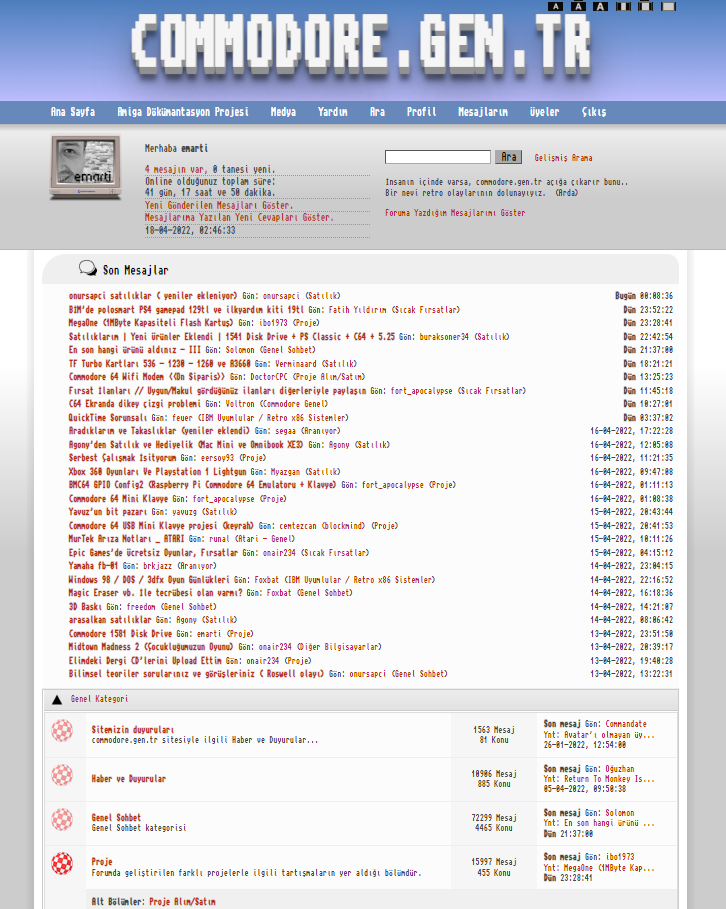 A A A
COMMODORE.GEN.TR
Ana Sayfa Amiga Dökümantasyon Projesi Medya Yardım Ara Profil Mesajlarım Üyeler Çıkış
emarti
Merhaba emarti
4 mesajın var, 0 tanesi yeni.
Online olduğunuz toplam süre:
41 gün, 17 saat ve 50 dakika.
Yeni Gönderilen Mesajları Göster.
Mesajlarıma Yazılan Yeni Cevapları Göster.
18-04-2022, 02:46:33
Ara Gelişmiş Arama
İnsanın içinde varsa, commodore.gen.tr açığa çıkarır bunu..
Bir nevi retro olaylarının dolunayıyız. (Arda)
Foruma Yazdığım Mesajlarımı Göster
Son Mesajlar
onursapci satılıklar ( yeniler ekleniyor) Gön: onursapci (Satılık) Bugün 00:08:36
BIM'de polosmart PS4 gamepad 129tl ve ilkyardım kiti 19tl Gön: Fatih Yıldırım (Sıcak Fırsatlar) Dün 23:52:22
MegaOne (1MByte Kapasiteli Flash Kartuş) Gön: ibo1973 (Proje) Dün 23:28:41
Satılıklarım | Yeni Ürünler Eklendi | 1541 Disk Drive + PS Classic + C64 + 5.25 Gön: buraksoner34 (Satılık) Dün 22:42:54
En son hangi ürünü aldınız - III Gön: Solomon (Genel Sohbet) Dün 21:37:00
TF Turbo Kartları 536 - 1230 - 1260 ve A3660 Gön: Verminaard (Satılık) Dün 18:21:21
Commodore 64 Wifi Modem ((Ön Sipariş)) Gön: DoctorCPC (Proje Alım/Satım) Dün 13:25:23
Fırsat İlanları // Uygun/Makul gördüğünüz ilanları diğerleriyle paylaşın Gön: fort_apocalypse (Sıcak Fırsatlar) Dün 11:45:18
C64 Ekranda dikey çizgi problemi Gön: Voltron (Commodore Genel) Dün 10:27:01
QuickTime Sorunsalı Gön: feuer (IBM Uyumlular / Retro x86 Sistemler) Dün 03:37:02
Aradıklarım ve Takaslıklar (yeniler eklendi) Gön: segaa (Aranıyor) 16-04-2022, 17:22:28
Agony'den Satılık ve Hediyelik (Mac Mini ve Omnibook XE3) Gön: Agony (Satılık) 16-04-2022, 12:05:08
Serbest Çalışmak İsityorum Gön: eersoy93 (Proje) 16-04-2022, 11:21:35
Xbox 360 Oyunları Ve Playstation 1 Lightgun Gön: Myazgan (Satılık) 16-04-2022, 09:47:08
BMC64 GPIO Config2 (Raspberry Pi Commodore 64 Emulatoru + Klavye) Gön: fort_apocalypse (Proje) 16-04-2022, 01:11:13
Commodore 64 Mini Klavye Gön: fort_apocalypse (Proje) 16-04-2022, 01:08:38
Yavuz'un bit pazarı Gön: yavuzg (Satılık) 15-04-2022, 20:43:44
Commodore 64 USB Mini Klavye projesi (keyrah) Gön: cemtezcan (blockmind) (Proje) 15-04-2022, 20:41:53
MurTek Arıza Notları _ ATARI Gön: runal (Atari - Genel) 15-04-2022, 10:11:26
Epic Games'de Ücretsiz Oyunlar, Fırsatlar Gön: onair234 (Sıcak Fırsatlar) 15-04-2022, 04:15:12
Yamaha fb-01 Gön: brkjazz (Aranıyor) 14-04-2022, 23:04:15
Windows 98 / DOS / 3dfx Oyun Günlükleri Gön: Foxbat (IBM Uyumlular / Retro x86 Sistemler) 14-04-2022, 22:16:52
Magic Eraser vb. ile tecrübesi olan varmı? Gön: Foxbat (Genel Sohbet) 14-04-2022, 16:18:36
3D Baskı Gön: freedom (Genel Sohbet) 14-04-2022, 14:21:07
arasalkan satılıklar Gön: Agony (Satılık) 14-04-2022, 08:06:42
Commodore 1581 Disk Drive Gön: emarti (Proje) 13-04-2022, 23:51:50
Midtown Madness 2 (Çocukluğumuzun Oyunu) Gön: onair234 (Diğer Bilgisayarlar) 13-04-2022, 20:39:17
Elimdeki Dergi CD'lerini Upload Ettim Gön: onair234 (Proje) 13-04-2022, 19:40:28
Bilimsel teoriler sorularınız ve görüşleriniz ( Roswell olayı) Gön: onursapci (Genel Sohbet) 13-04-2022, 13:22:31
Genel Kategori
Sitemizin duyuruları 1563 Mesaj Son mesaj Gön: Commandate
commodore.gen.tr sitesiyle ilgili Haber ve Duyurular... 81 Konu Ynt: Avatar'ı olmayan üy...
26-01-2022, 12:54:00
Haber ve Duyurular 10906 Mesaj Son mesaj Gön: Oğuzhan
885 Konu Ynt: Return To Monkey Is...
05-04-2022, 09:50:38
Genel Sohbet 72299 Mesaj Son mesaj Gön: Solomon
Genel Sohbet kategorisi 4465 Konu Ynt: En son hangi ürünü ...
Dün 21:37:00
Proje 15997 Mesaj Son mesaj Gön: ibo1973
Forumda geliştirilen farklı projelerle ilgili tartışmaların yer aldığı bölümdür. 455 Konu Ynt: MegaOne (1MByte Kap...
Dün 23:28:41
Alt Bölümler: Proje Alım/Satım